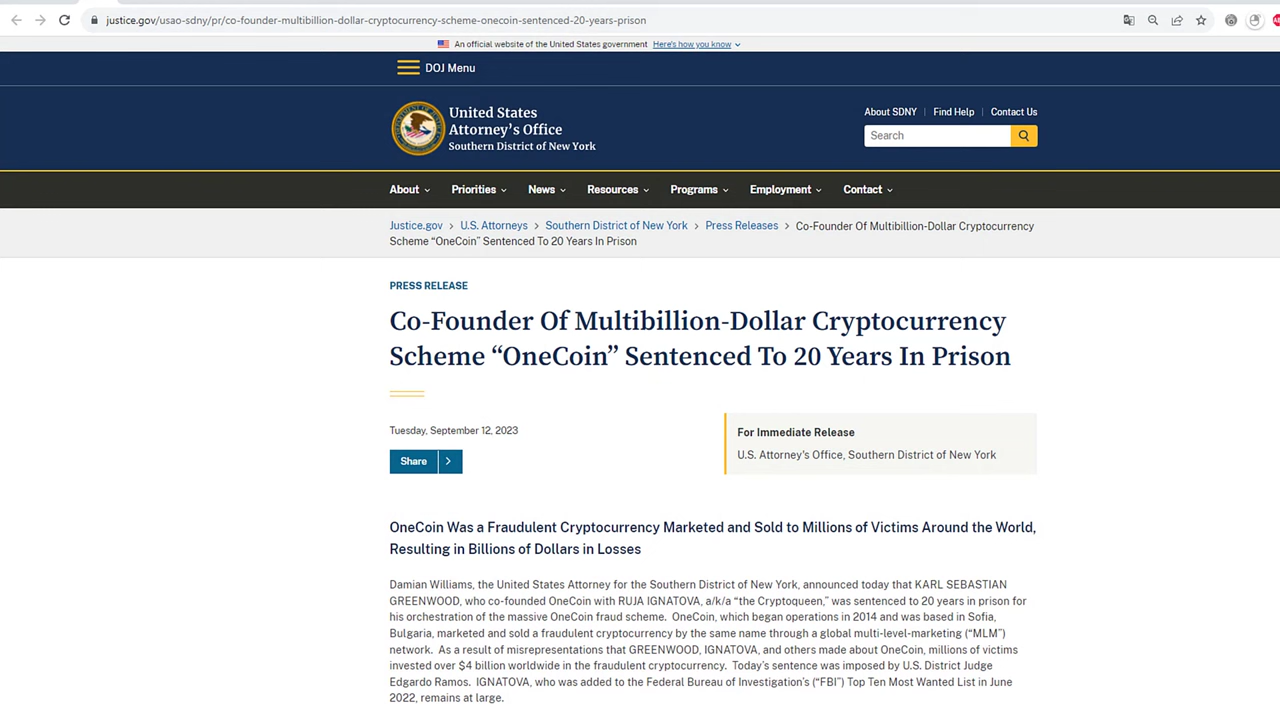 justice.gov/usao-sdny/pr/co-founder-multibillion-dollar-cryptocurrency-scheme-onecoin-sentenced-20-years-prison
An official website of the United States government Here's how you know
DOJ Menu
United States
Attorney's Office
Southern District of New York
About SDNY Find Help Contact Us
Search
About Priorities News Resources Programs Employment Contact
Justice.gov > U.S. Attorneys > Southern District of New York > Press Releases > Co-Founder Of Multibillion-Dollar Cryptocurrency
Scheme “OneCoin” Sentenced To 20 Years In Prison
PRESS RELEASE
Co-Founder Of Multibillion-Dollar Cryptocurrency
Scheme “OneCoin” Sentenced To 20 Years In Prison
Tuesday, September 12, 2023
Share
For Immediate Release
U.S. Attorney's Office, Southern District of New York
OneCoin Was a Fraudulent Cryptocurrency Marketed and Sold to Millions of Victims Around the World,
Resulting in Billions of Dollars in Losses
Damian Williams, the United States Attorney for the Southern District of New York, announced today that KARL SEBASTIAN
GREENWOOD, who co-founded OneCoin with RUJA IGNATOVA, a/k/a “the Cryptoqueen,” was sentenced to 20 years in prison for
his orchestration of the massive OneCoin fraud scheme.  OneCoin, which began operations in 2014 and was based in Sofia,
Bulgaria, marketed and sold a fraudulent cryptocurrency by the same name through a global multi-level-marketing (“MLM”)
network.  As a result of misrepresentations that GREENWOOD, IGNATOVA, and others made about OneCoin, millions of victims
invested over $4 billion worldwide in the fraudulent cryptocurrency.  Today’s sentence was imposed by U.S. District Judge
Edgardo Ramos.  IGNATOVA, who was added to the Federal Bureau of Investigation’s (“FBI”) Top Ten Most Wanted List in June
2022, remains at large.